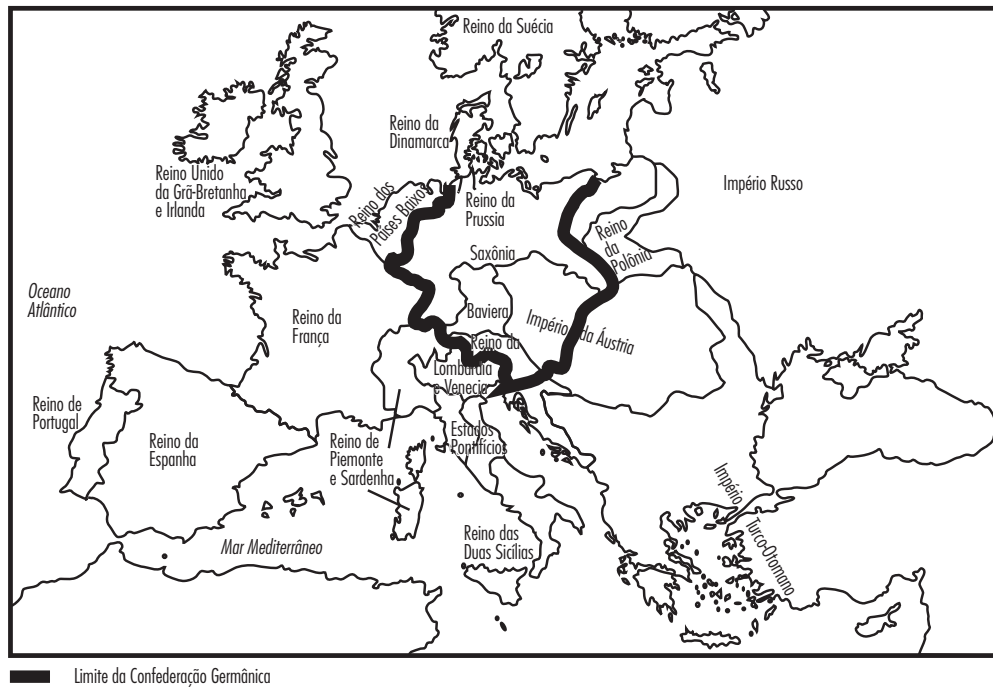 Reino da Suécia
Reino da
Dinamarca
Reino Unido
da Grã-Bretanha
e Irlanda
Reino dos
Países Baixos
Reino da
Prussia
Império Russo
Reino
da
Polônia
Saxônia
Oceano
Atlântico
Reino da
França
Baviera
Império da Áustria
Reino da
Lombardia
e Venecia
Reino de
Portugal
Reino da
Espanha
Reino de
Piemonte
e Sardenha
Estados
Pontifícios
Império
Turco-Otomano
Mar Mediterrâneo
Reino das
Duas Sicílias
Limite da Confederação Germânica